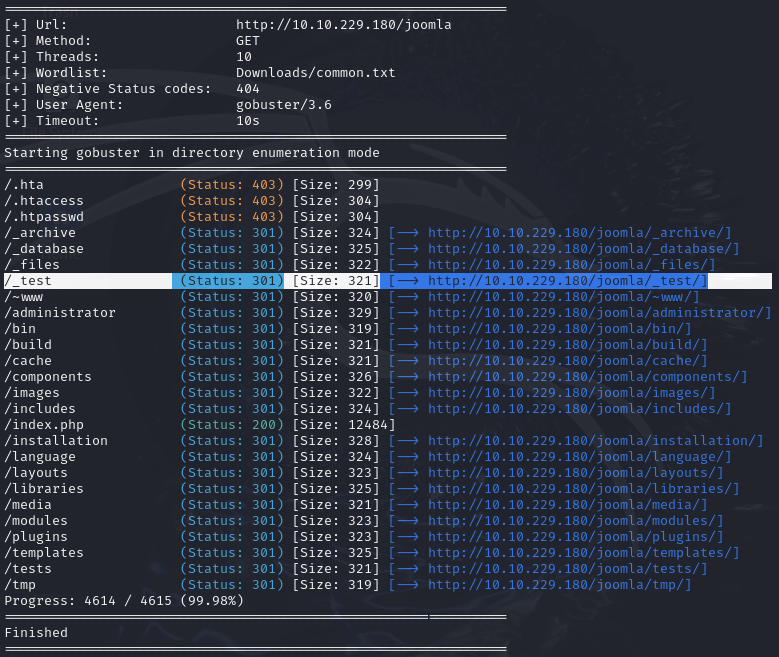 ===============================================================
[+] Url:                     http://10.10.229.180/joomla
[+] Method:                  GET
[+] Threads:                 10
[+] Wordlist:                Downloads/common.txt
[+] Negative Status codes:   404
[+] User Agent:              gobuster/3.6
[+] Timeout:                 10s
===============================================================
Starting gobuster in directory enumeration mode
===============================================================
/.hta                 (Status: 403) [Size: 299]
/.htaccess            (Status: 403) [Size: 304]
/.htpasswd            (Status: 403) [Size: 304]
/_archive             (Status: 301) [Size: 324] [--> http://10.10.229.180/joomla/_archive/]
/_database            (Status: 301) [Size: 325] [--> http://10.10.229.180/joomla/_database/]
/_files               (Status: 301) [Size: 322] [--> http://10.10.229.180/joomla/_files/]
/_test                (Status: 301) [Size: 321] [--> http://10.10.229.180/joomla/_test/]
/~www                 (Status: 301) [Size: 320] [--> http://10.10.229.180/joomla/~www/]
/administrator        (Status: 301) [Size: 329] [--> http://10.10.229.180/joomla/administrator/]
/bin                  (Status: 301) [Size: 319] [--> http://10.10.229.180/joomla/bin/]
/build                (Status: 301) [Size: 321] [--> http://10.10.229.180/joomla/build/]
/cache                (Status: 301) [Size: 321] [--> http://10.10.229.180/joomla/cache/]
/components           (Status: 301) [Size: 326] [--> http://10.10.229.180/joomla/components/]
/images               (Status: 301) [Size: 322] [--> http://10.10.229.180/joomla/images/]
/includes             (Status: 301) [Size: 324] [--> http://10.10.229.180/joomla/includes/]
/index.php            (Status: 200) [Size: 12484]
/installation         (Status: 301) [Size: 328] [--> http://10.10.229.180/joomla/installation/]
/language             (Status: 301) [Size: 324] [--> http://10.10.229.180/joomla/language/]
/layouts              (Status: 301) [Size: 323] [--> http://10.10.229.180/joomla/layouts/]
/libraries            (Status: 301) [Size: 325] [--> http://10.10.229.180/joomla/libraries/]
/media                (Status: 301) [Size: 321] [--> http://10.10.229.180/joomla/media/]
/modules              (Status: 301) [Size: 323] [--> http://10.10.229.180/joomla/modules/]
/plugins              (Status: 301) [Size: 323] [--> http://10.10.229.180/joomla/plugins/]
/templates            (Status: 301) [Size: 325] [--> http://10.10.229.180/joomla/templates/]
/tests                (Status: 301) [Size: 321] [--> http://10.10.229.180/joomla/tests/]
/tmp                  (Status: 301) [Size: 319] [--> http://10.10.229.180/joomla/tmp/]
Progress: 4614 / 4615 (99.98%)
===============================================================
Finished
===============================================================